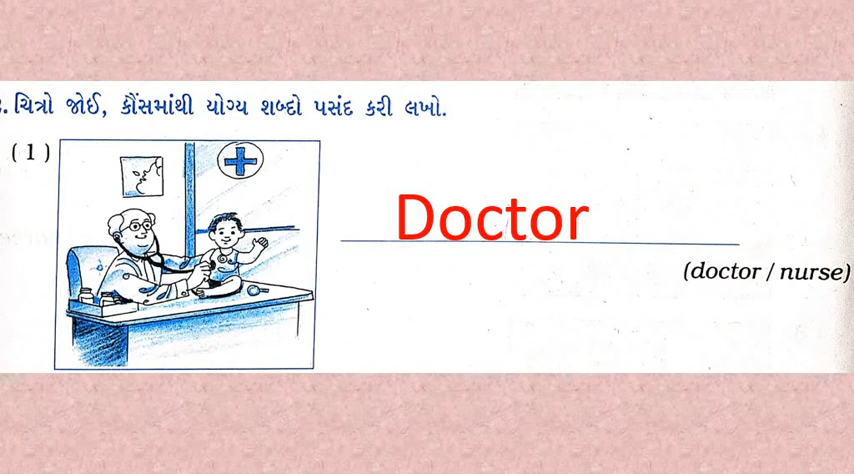 . ચિત્રો જોઈ, કૌંસમાંથી યોગ્ય શબ્દો પસંદ કરી લખો.
( 1 )
Doctor
(doctor / nurse)